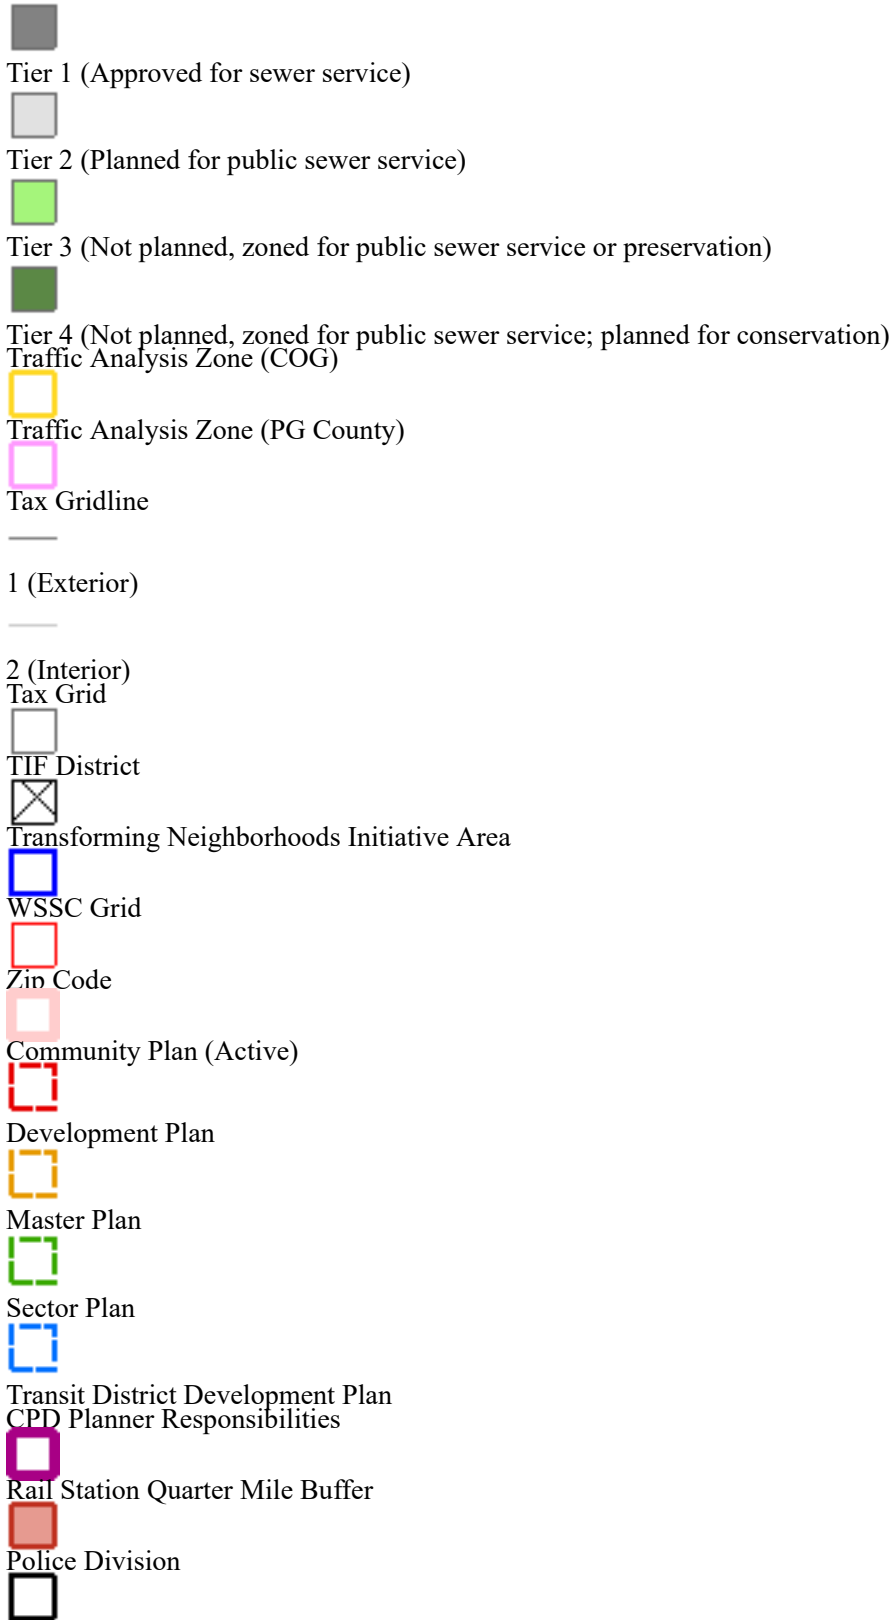 Tier 1 (Approved for sewer service)
Tier 2 (Planned for public sewer service)
Tier 3 (Not planned, zoned for public sewer service or preservation)
Tier 4 (Not planned, zoned for public sewer service; planned for conservation)
Traffic Analysis Zone (COG)
Traffic Analysis Zone (PG County)
Tax Gridline
1 (Exterior)
2 (Interior)
Tax Grid
TIF District
Transforming Neighborhoods Initiative Area
WSSC Grid
Zip Code
Community Plan (Active)
Development Plan
Master Plan
Sector Plan
Transit District Development Plan
CPD Planner Responsibilities
Rail Station Quarter Mile Buffer
Police Division